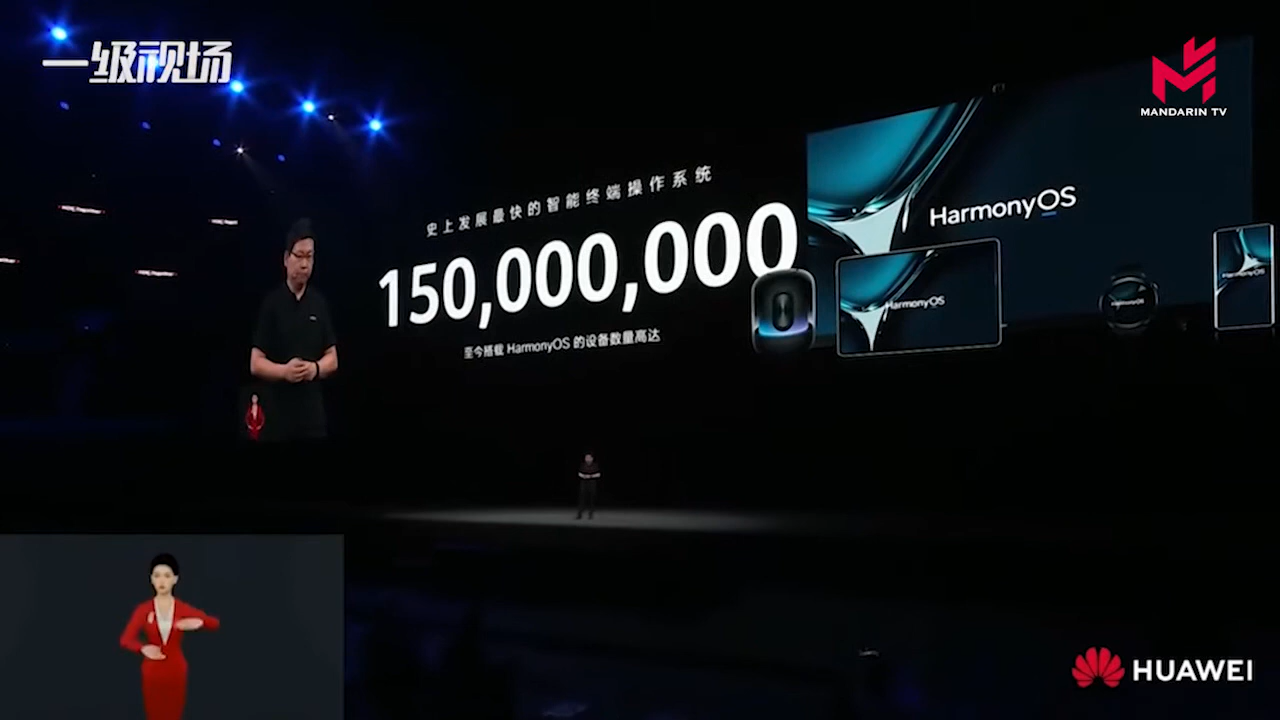 一级视场
MANDARIN TV
史上发展最快的智能终端操作系统
150,000,000
至今搭载 HarmonyOS 的设备数量高达
HarmonyOS
HarmonyOS
HarmonyOS
HarmonyOS
HUAWEI